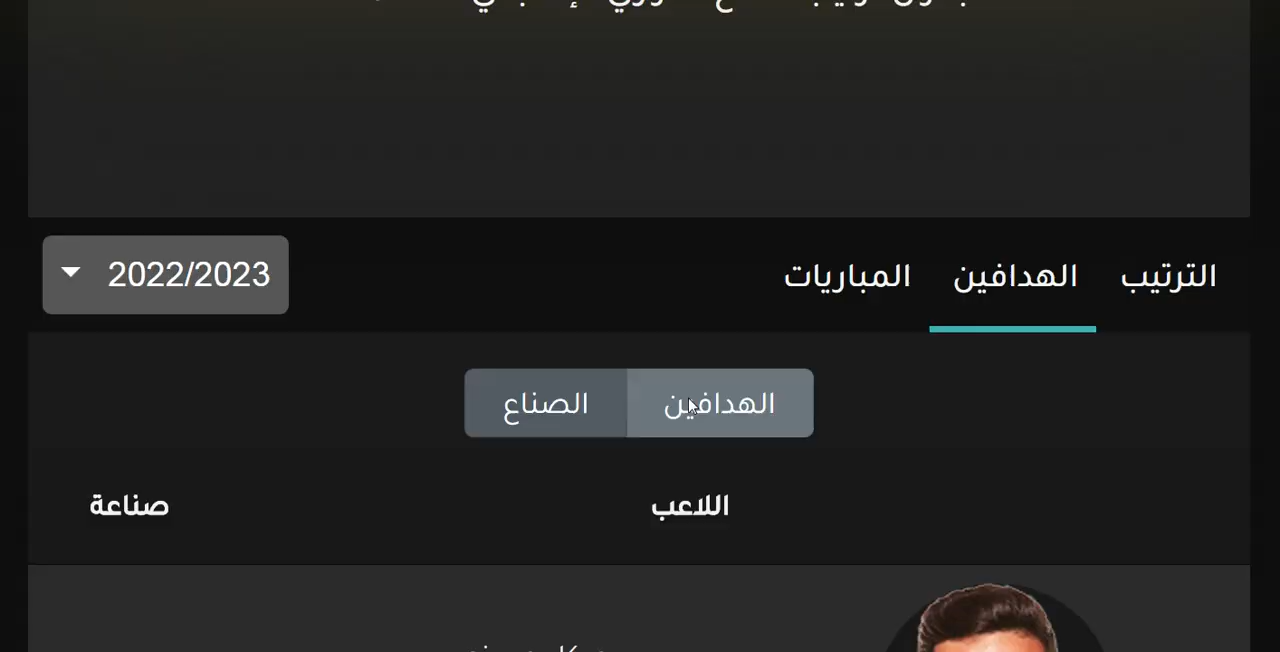 الترتيب الهدافين المباريات 2022/2023
الهدافين الصناع
اللاعب صناعة